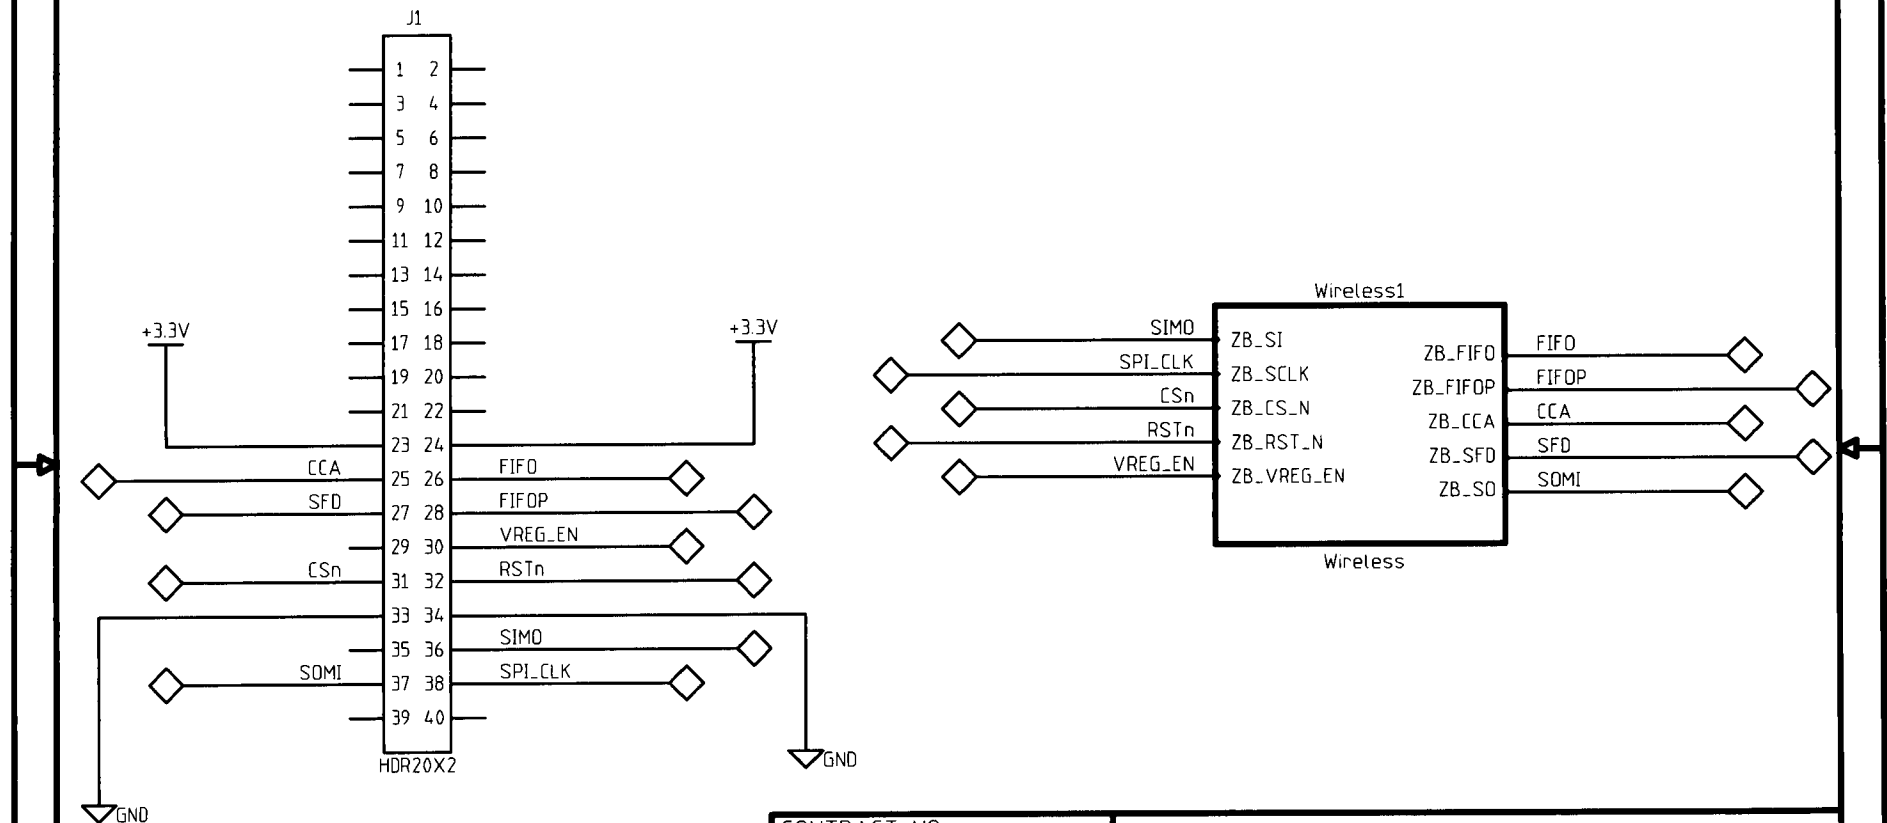 J1
1 2
3 4
5 6
7 8
9 10
11 12
13 14
15 16
17 18
19 20
21 22
23 24
25 26
27 28
29 30
31 32
33 34
35 36
37 38
39 40
HDR20X2
+3.3V
+3.3V
CCA
SFD
CSn
SOMI
GND
FIFO
FIFOP
VREG_EN
RSTn
SIMO
SPI_CLK
GND
Wireless1
SIMO
SPI_CLK
CSn
RSTn
VREG_EN
ZB_SI
ZB_SCLK
ZB_CS_N
ZB_RST_N
ZB_VREG_EN
ZB_FIFO
ZB_FIFOP
ZB_CCA
ZB_SFD
ZB_SO
FIFO
FIFOP
CCA
SFD
SOMI
Wireless
CONTRACT NO